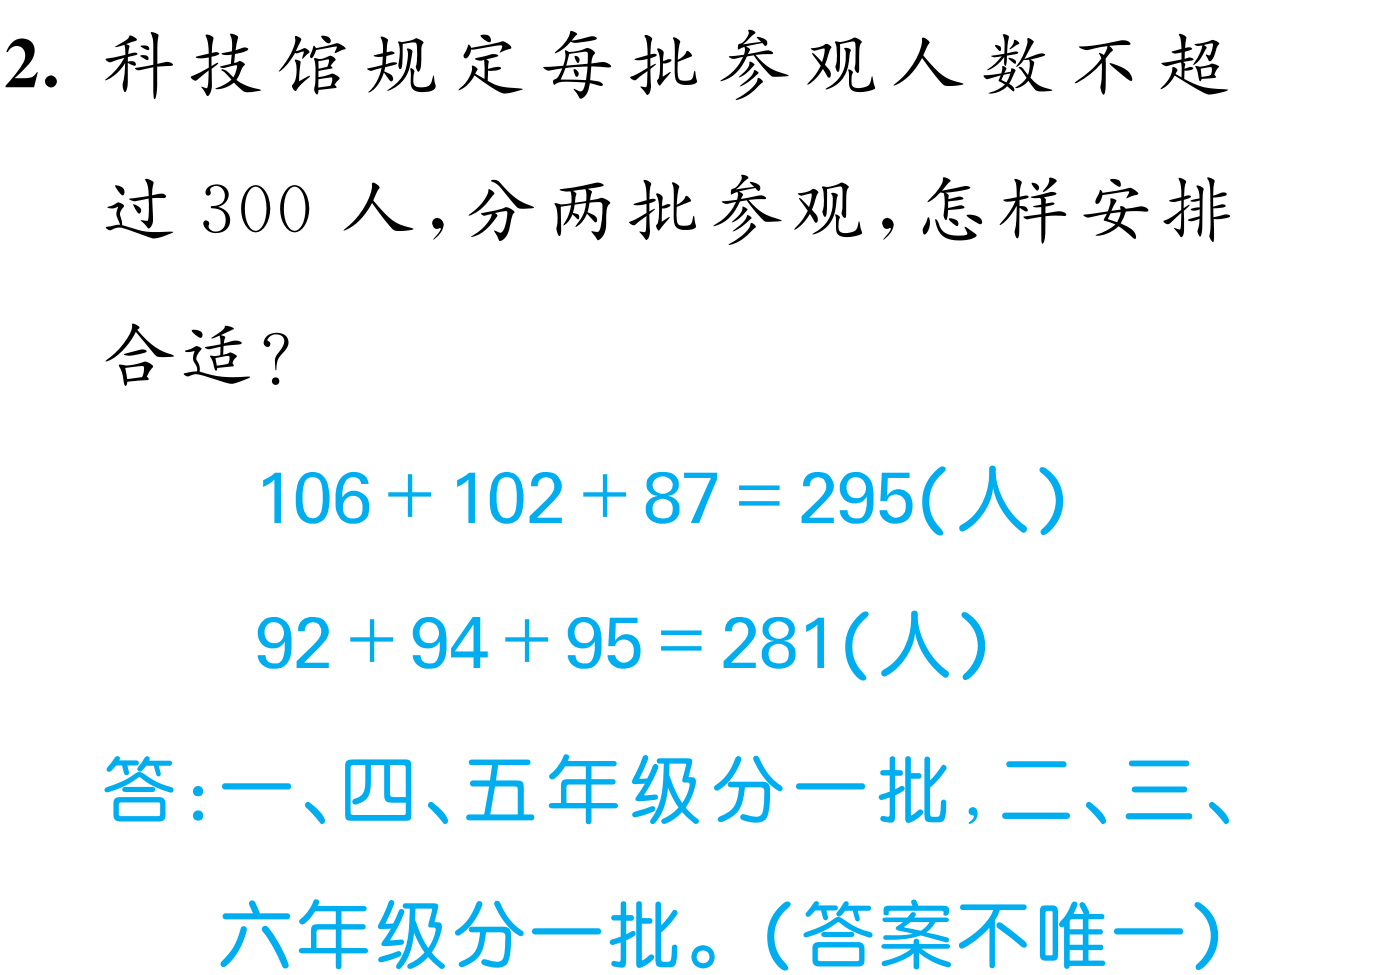 2. 科技馆规定每批参观人数不超
过 300 人,分两批参观,怎样安排
合适?
106+102+87=295(人)
92+94+95=281(人)
答:一、四、五年级分一批,二、三、
六年级分一批。(答案不唯一)